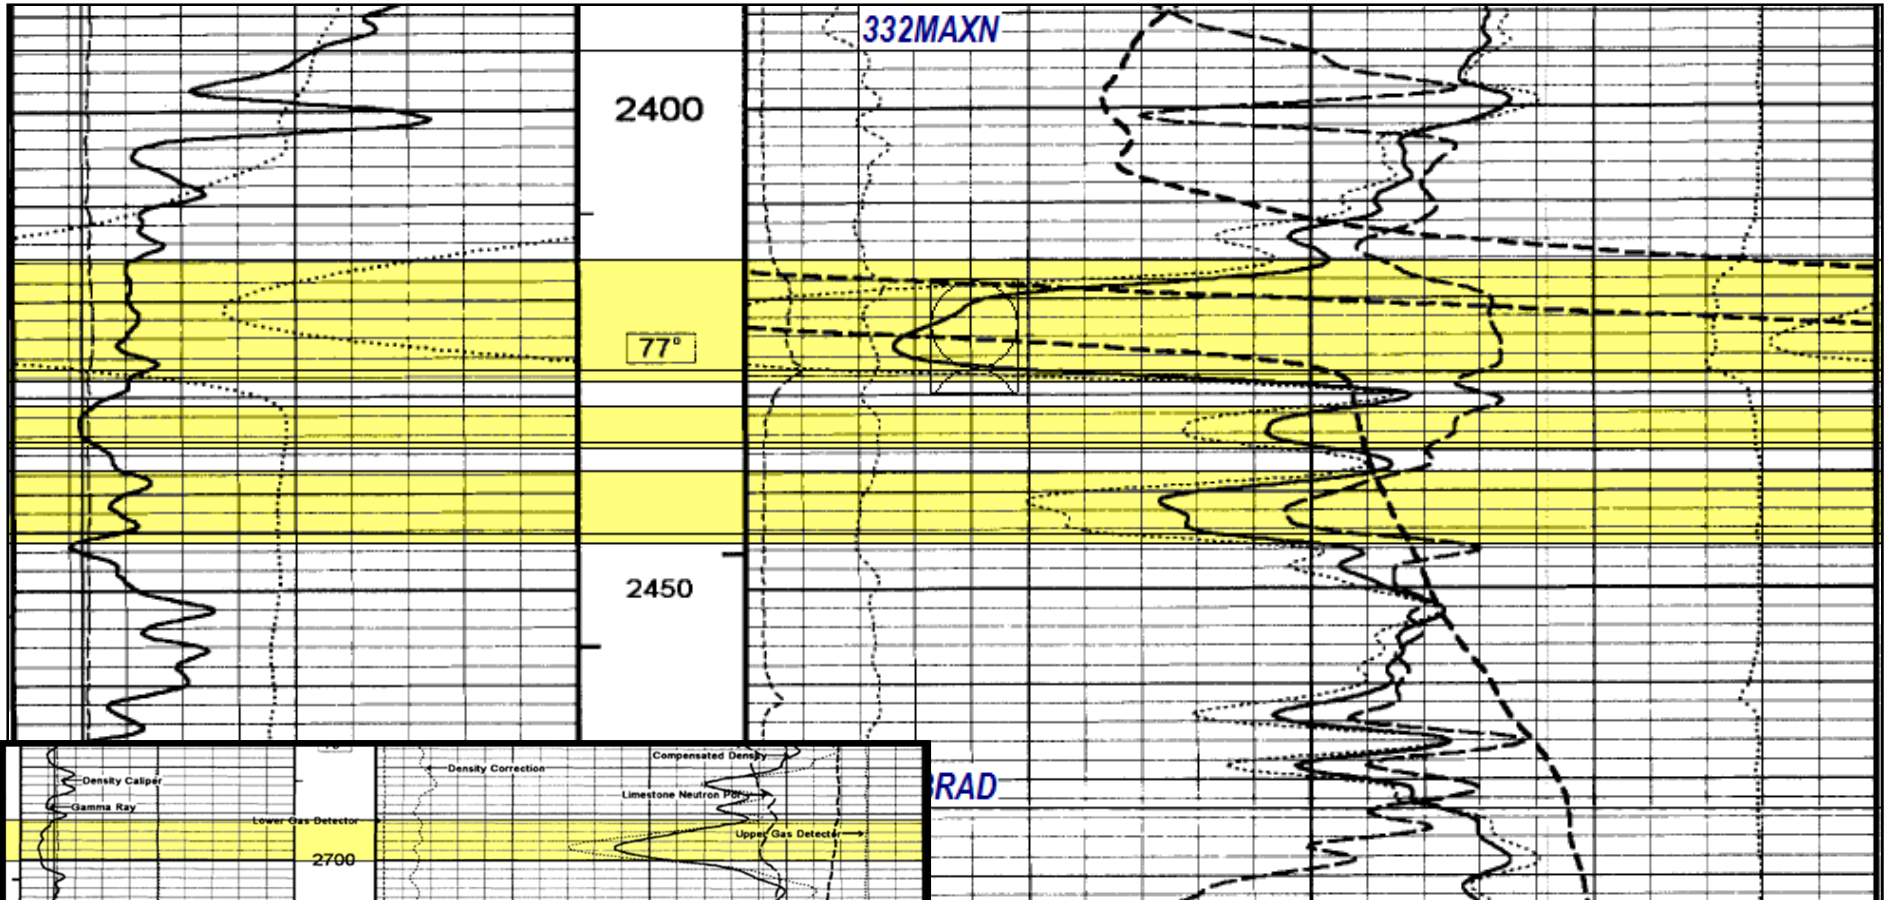 332MAXN
2400
77°
2450
BRAD
Compensated Density
Density Correction
Density Caliper
Limestone Neutron Por
Gamma Ray
Lower Gas Detector
Upper Gas Detector
2700